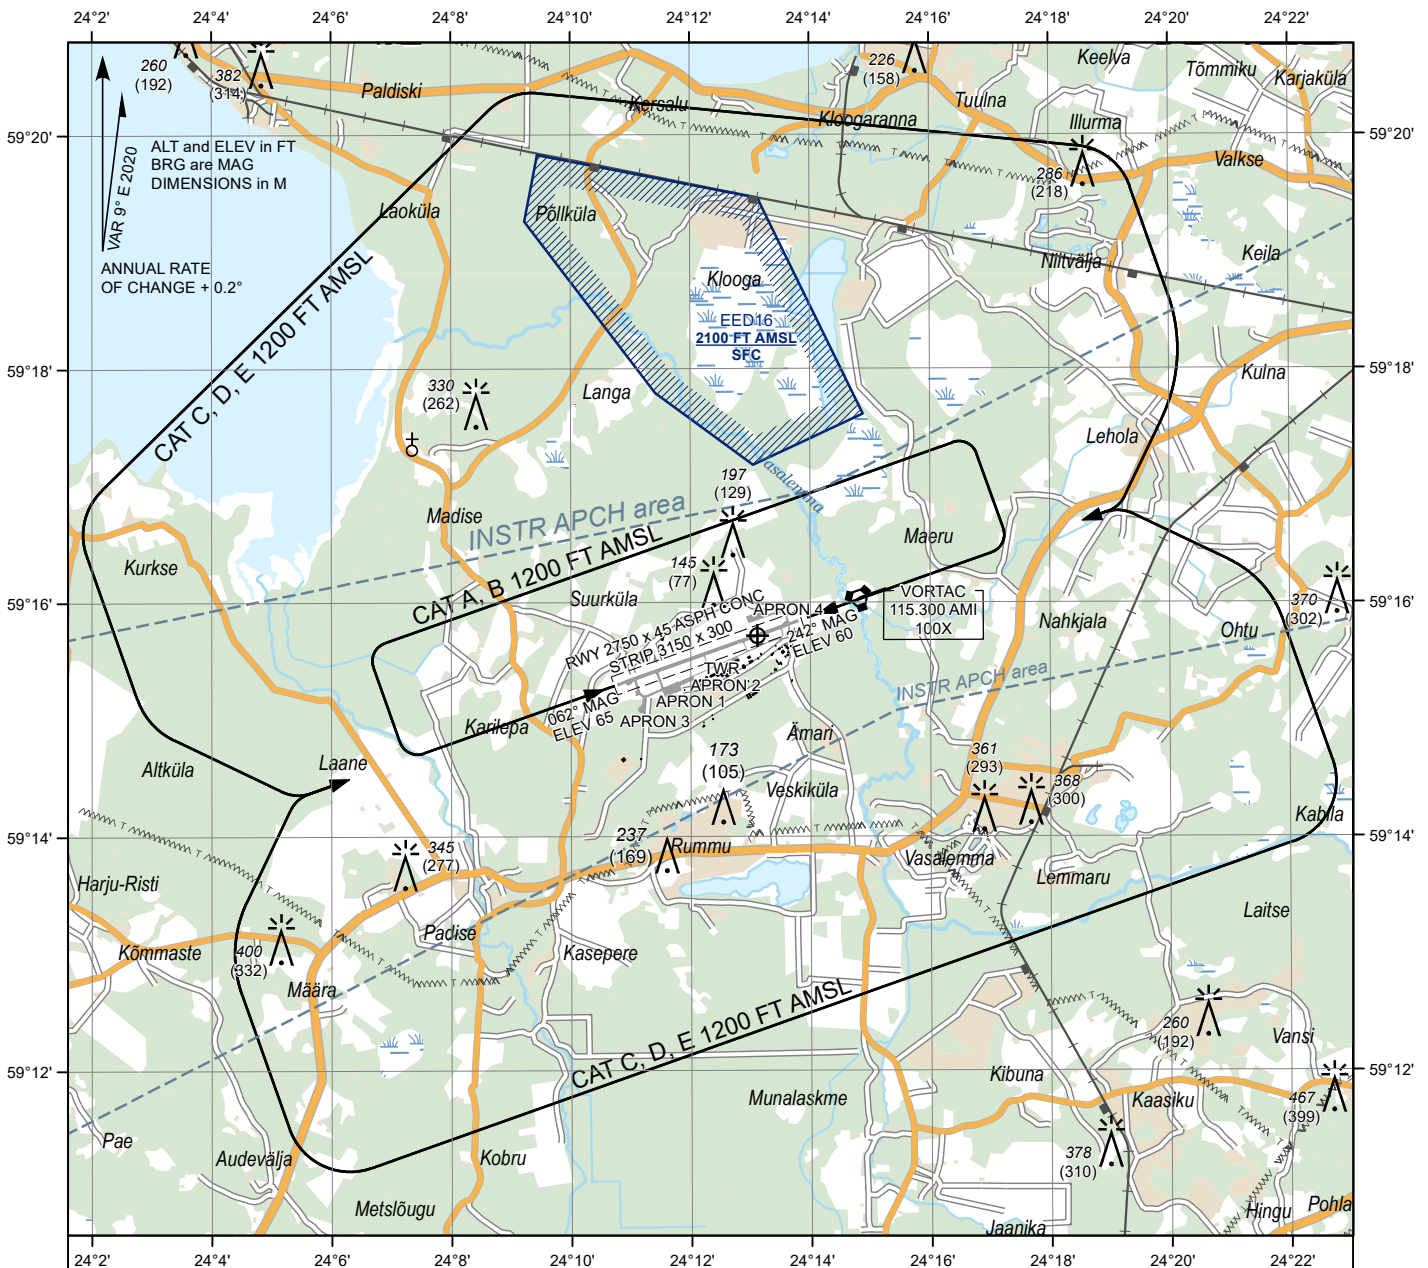 24°2' 24°4' 24°6' 24°8' 24°10' 24°12' 24°14' 24°16' 24°18' 24°20' 24°22'
260
(192)
382
(314)
Paldiski
Kersalu
226
(158)
Kloogaranna
Tuulna
Keelva
Tõmmiku
Karjaküla
59°20'
59°20'
VAR 9° E 2020
ALT and ELEV in FT
BRG are MAG
DIMENSIONS in M
ANNUAL RATE
OF CHANGE + 0.2°
Illurma
286
(218)
Valkse
Laoküla
Põllküla
Klooga
Niitvälja
Keila
CAT C, D, E 1200 FT AMSL
EED16
2100 FT AMSL
SFC
59°18'
59°18'
330
(262)
Langa
Kulna
Lehola
197
(129)
Vasalemma
Madise
INSTR APCH area
CAT A, B 1200 FT AMSL
Maeru
Kurkse
145
(77)
Suurküla
59°16'
59°16'
RWY 2750 x 45 ASPH CONC
STRIP 3150 x 300
APRON 4
242° MAG
ELEV 60
VORTAC
115.300 AMI
100X
Nahkjala
Ohtu
370
(302)
TWR
APRON 2
APRON 1
APRON 3
062° MAG
ELEV 65
Karilepa
INSTR APCH area
Ämari
Altküla
Laane
173
(105)
Veskiküla
361
(293)
368
(300)
Kabila
59°14'
59°14'
345
(277)
237
(169)
Rummu
Vasalemma
Lemmaru
Harju-Risti
Laitse
400
(332)
Kõmmaste
Padise
Kasepere
Määra
CAT C, D, E 1200 FT AMSL
260
(192)
Vansi
59°12'
59°12'
Kibuna
Munalaskme
Kaasiku
467
(399)
Pae
Audevälja
Kobru
378
(310)
Metslõugu
Jaanika
Hingu
Pohla
24°2' 24°4' 24°6' 24°8' 24°10' 24°12' 24°14' 24°16' 24°18' 24°20' 24°22'